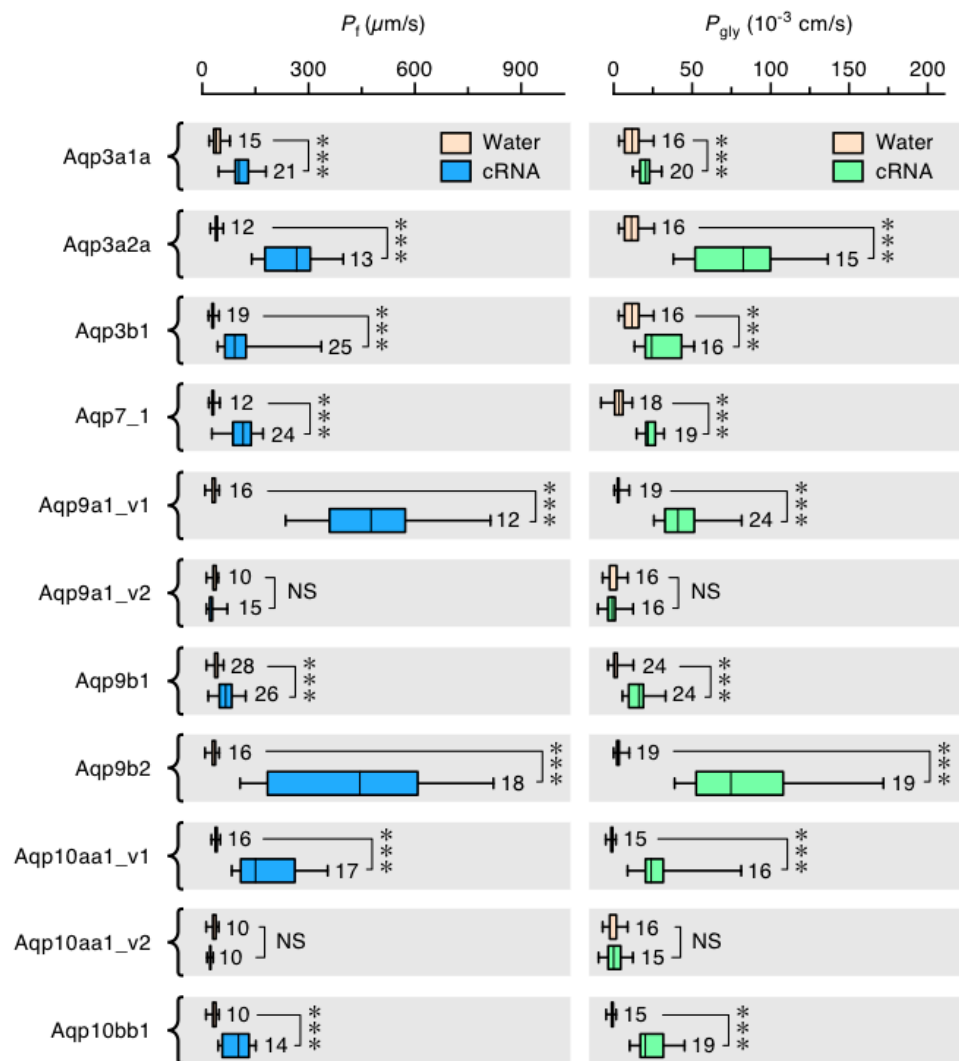 P_f (µm/s) P_gly (10⁻³ cm/s)
0 300 600 900 0 50 100 150 200
Aqp3a1a 15 *** Water 16 *** Water
21 cRNA 20 cRNA
Aqp3a2a 12 *** 16 ***
13 15
Aqp3b1 19 *** 16 ***
25 16
Aqp7_1 12 *** 18 ***
24 19
Aqp9a1_v1 16 *** 19 ***
12 24
Aqp9a1_v2 10 NS 16 NS
15 16
Aqp9b1 28 *** 24 ***
26 24
Aqp9b2 16 *** 19 ***
18 19
Aqp10aa1_v1 16 *** 15 ***
17 16
Aqp10aa1_v2 10 NS 16 NS
10 15
Aqp10bb1 10 *** 15 ***
14 19